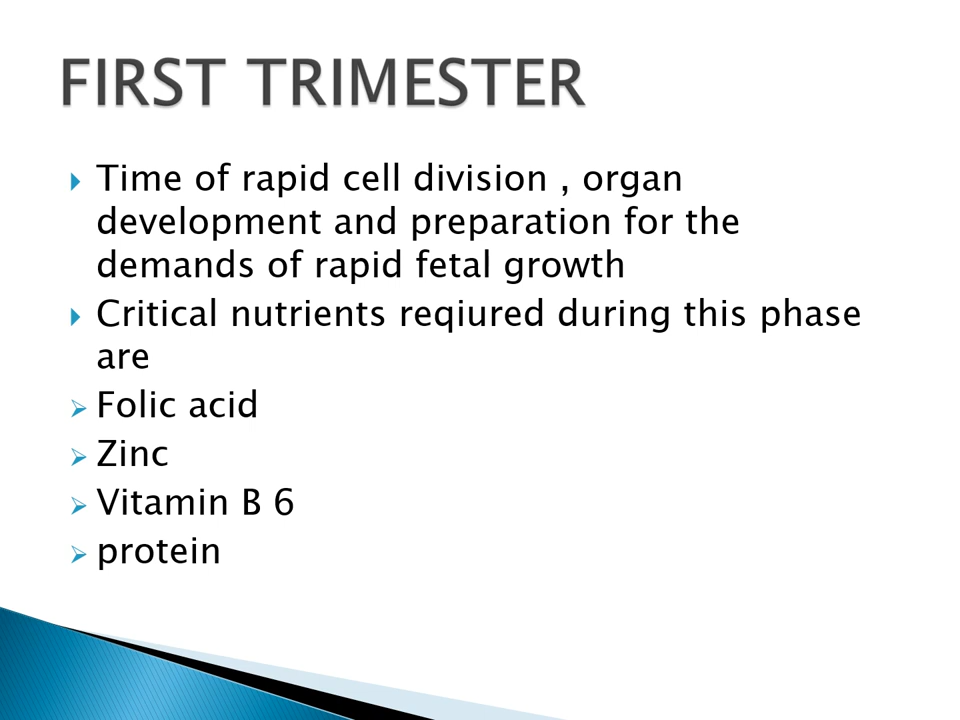 FIRST TRIMESTER
Time of rapid cell division , organ
development and preparation for the
demands of rapid fetal growth
Critical nutrients reqiured during this phase
are
Folic acid
Zinc
Vitamin B 6
protein